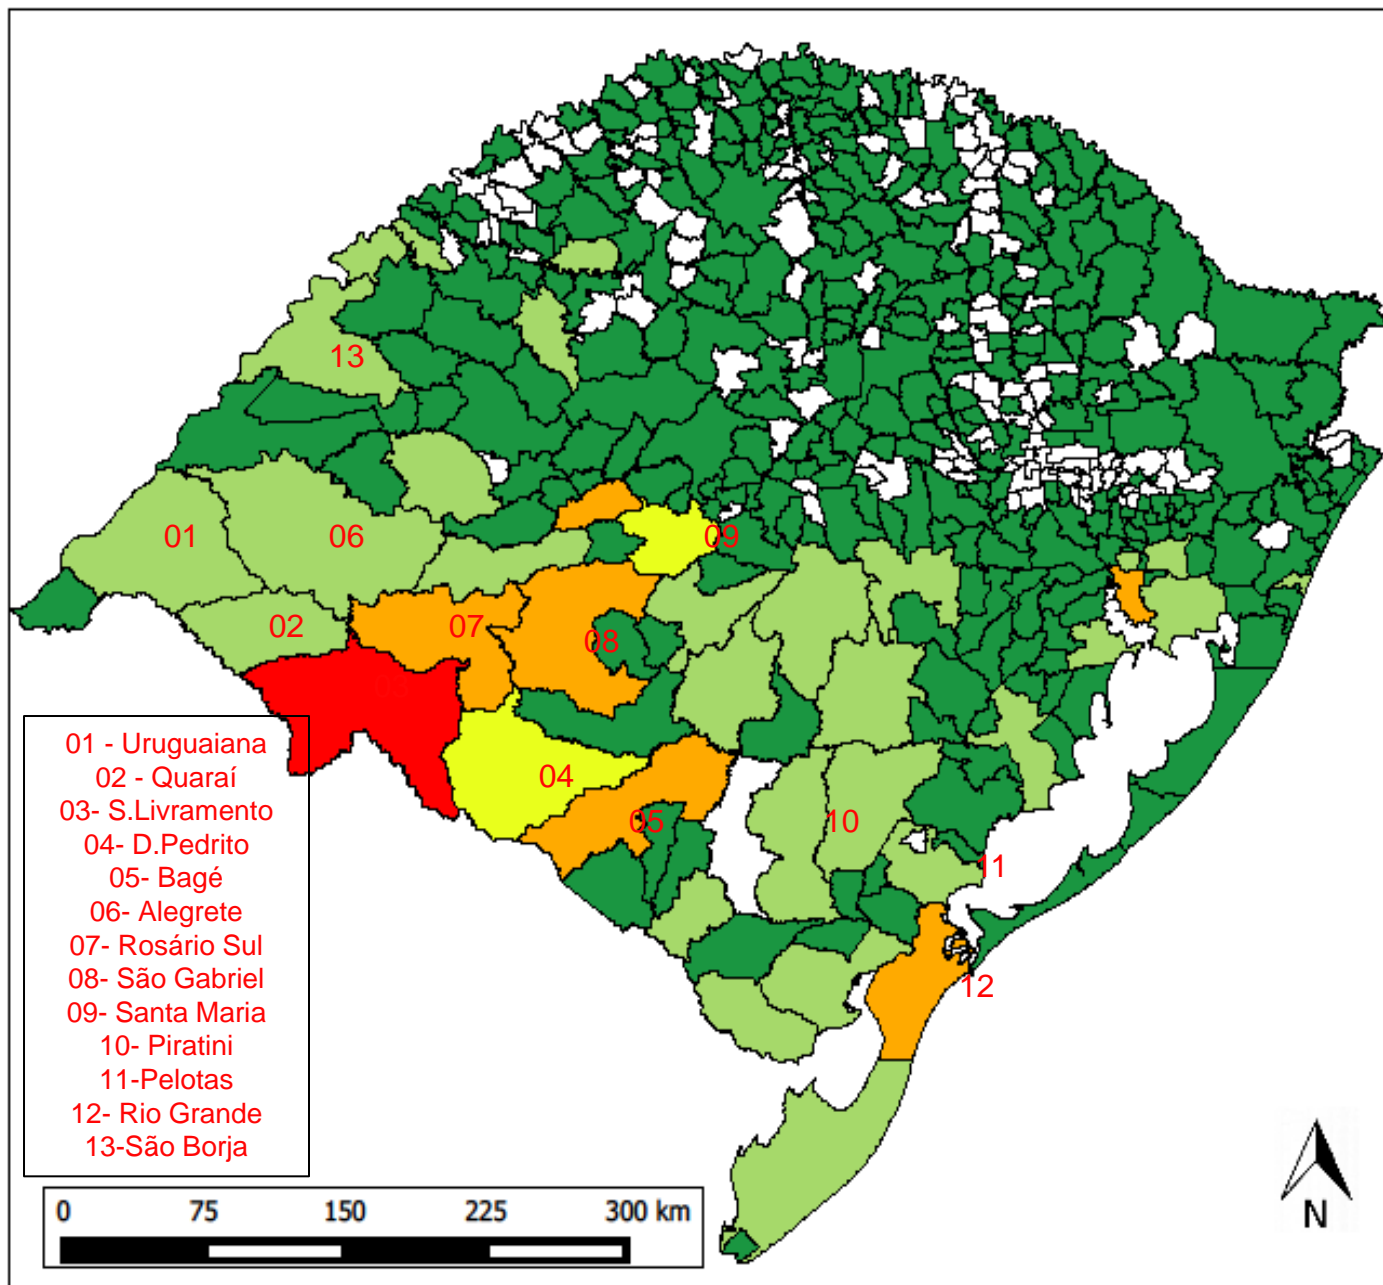 13
01
06
09
02
07
08
03
04
05
10
11
12
01 - Uruguaiana
02 - Quaraí
03- S.Livramento
04- D.Pedrito
05- Bagé
06- Alegrete
07- Rosário Sul
08- São Gabriel
09- Santa Maria
10- Piratini
11-Pelotas
12- Rio Grande
13-São Borja
0 75 150 225 300 km
N